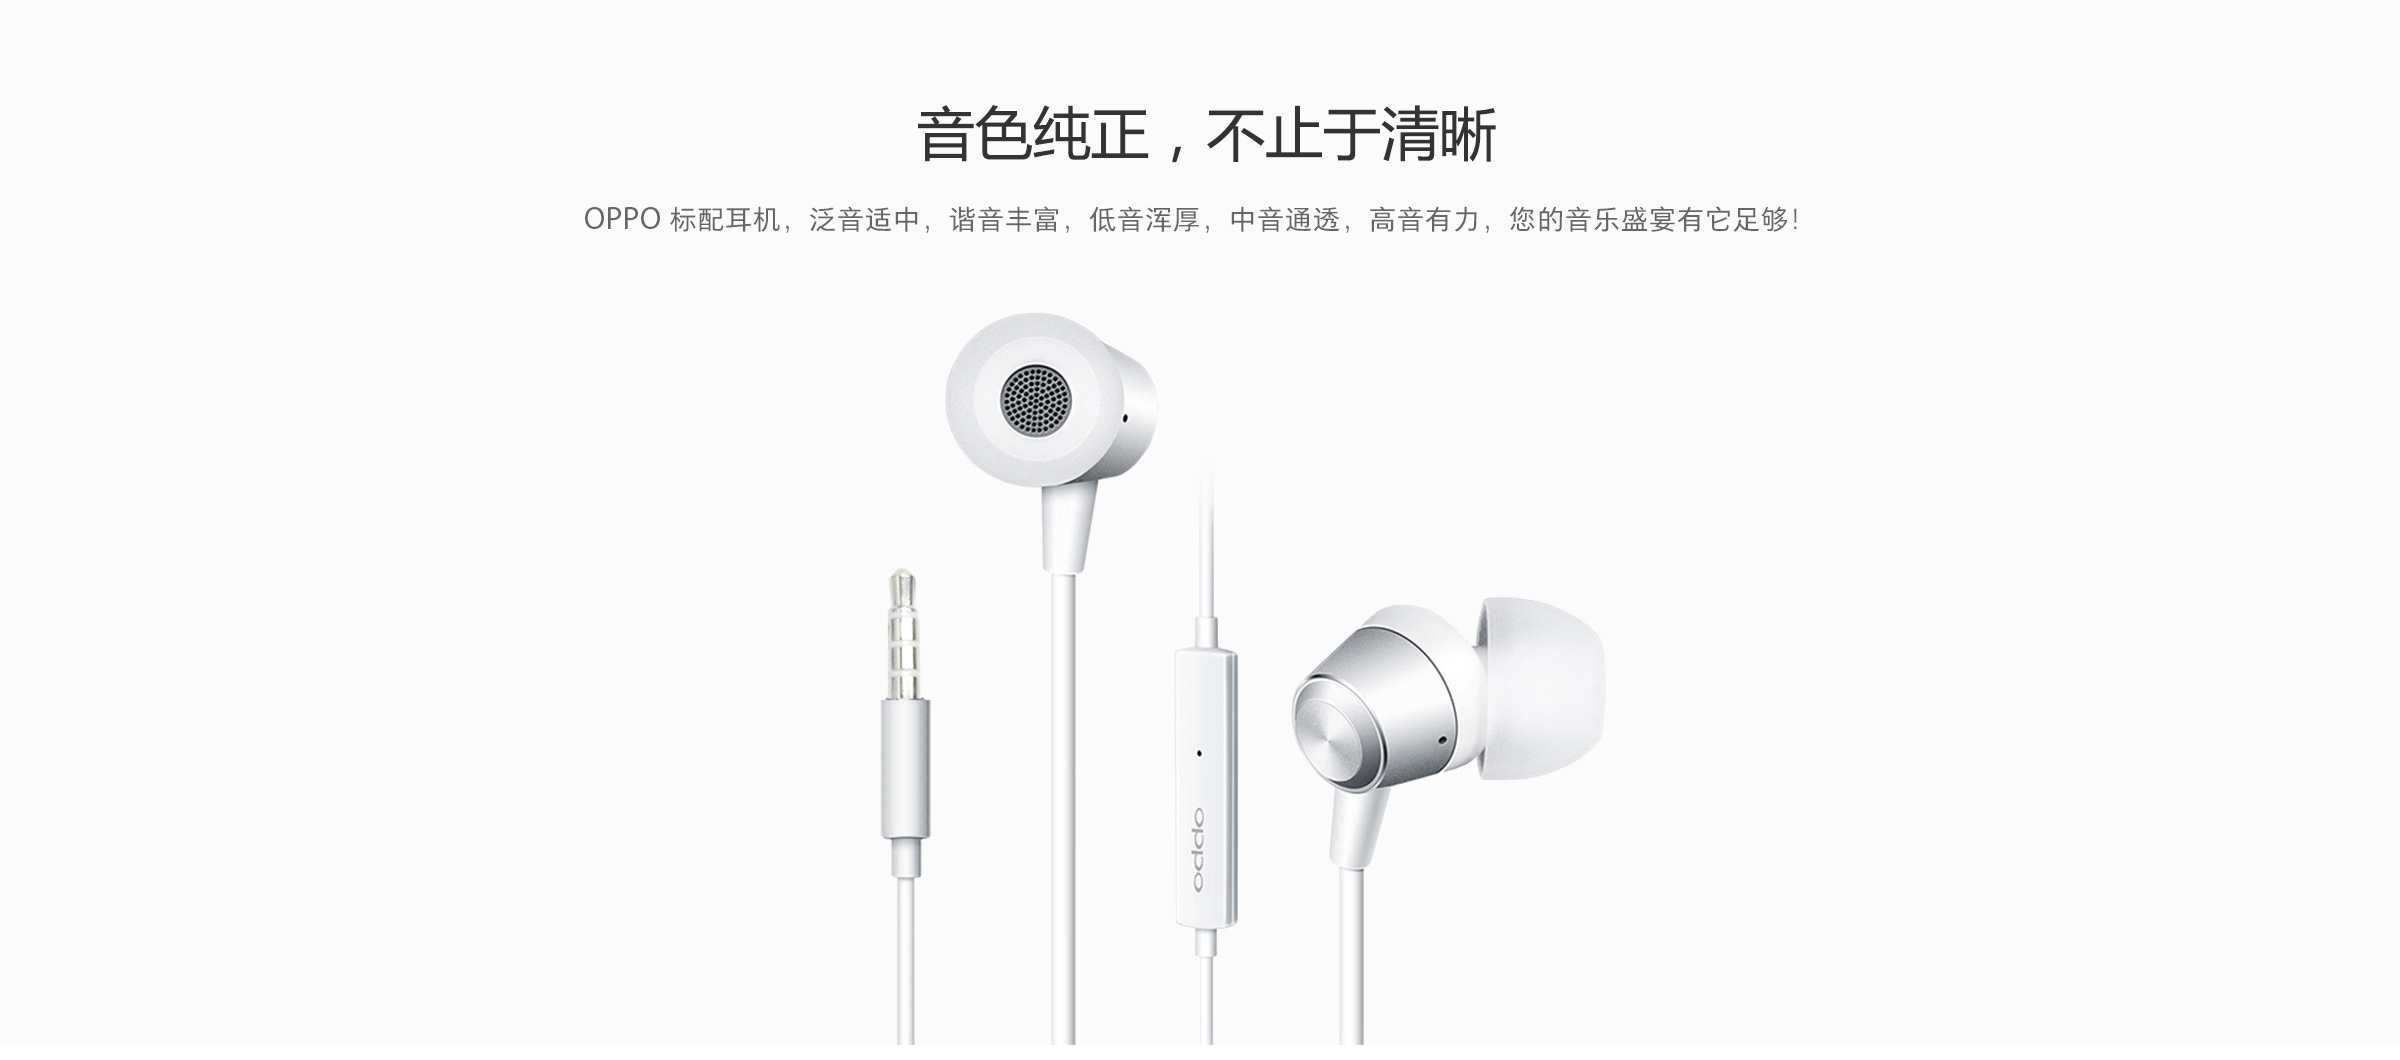 音色纯正，不止于清晰
OPPO 标配耳机，泛音适中，谐音丰富，低音浑厚，中音通透，高音有力，您的音乐盛宴有它足够！
oppo